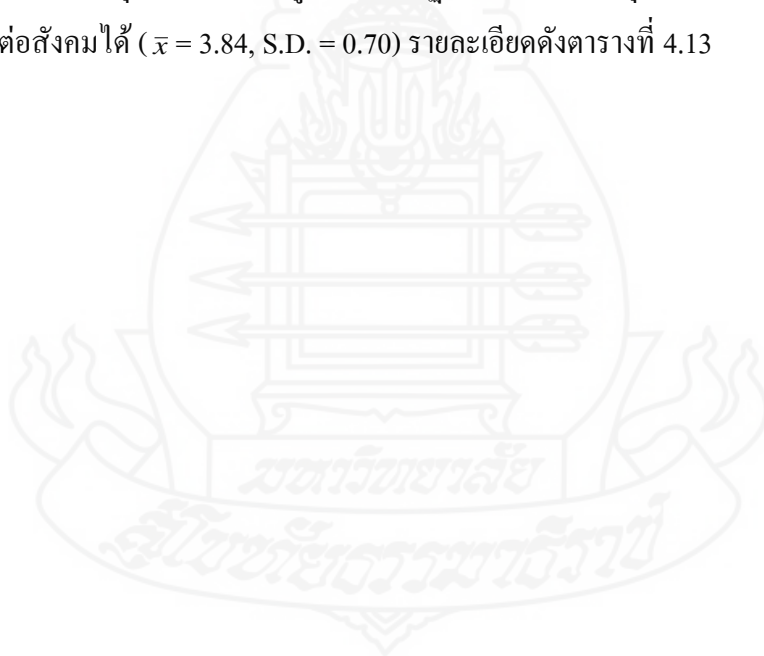 ต่อสังคมได้ ( x̄ = 3.84, S.D. = 0.70) รายละเอียดดังตารางที่ 4.13
มหาวิทยาลัย
สุโขทัยธรรมาธิราช